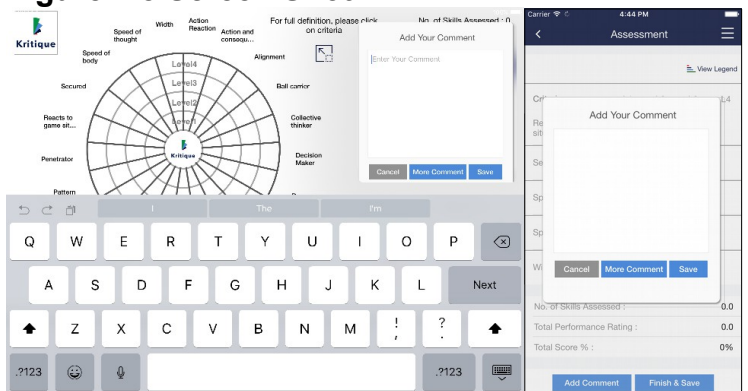 Kritique
Speed of
thought
Width
Action
Reaction
Action and
consequ...
For full definition, please click
on criteria
No. of Skills Assessed : 0
Speed of
body
Alignment
Secured
Ball carrier
Reacts to
game sit...
Collective
thinker
Penetrator
Decision
Maker
Pattern
Level4
Level3
Level2
Level1
Kritique
Add Your Comment
Enter Your Comment
Cancel More Comment Save
I The I'm
Q W E R T Y U I O P
A S D F G H J K L Next
Z X C V B N M ! , ? .
.?123 .?123
Carrier 4:44 PM
Assessment
View Legend
L4
Add Your Comment
Cancel More Comment Save
No. of Skills Assessed : 0.0
Total Performance Rating : 0.0
Total Score % : 0%
Add Comment Finish & Save